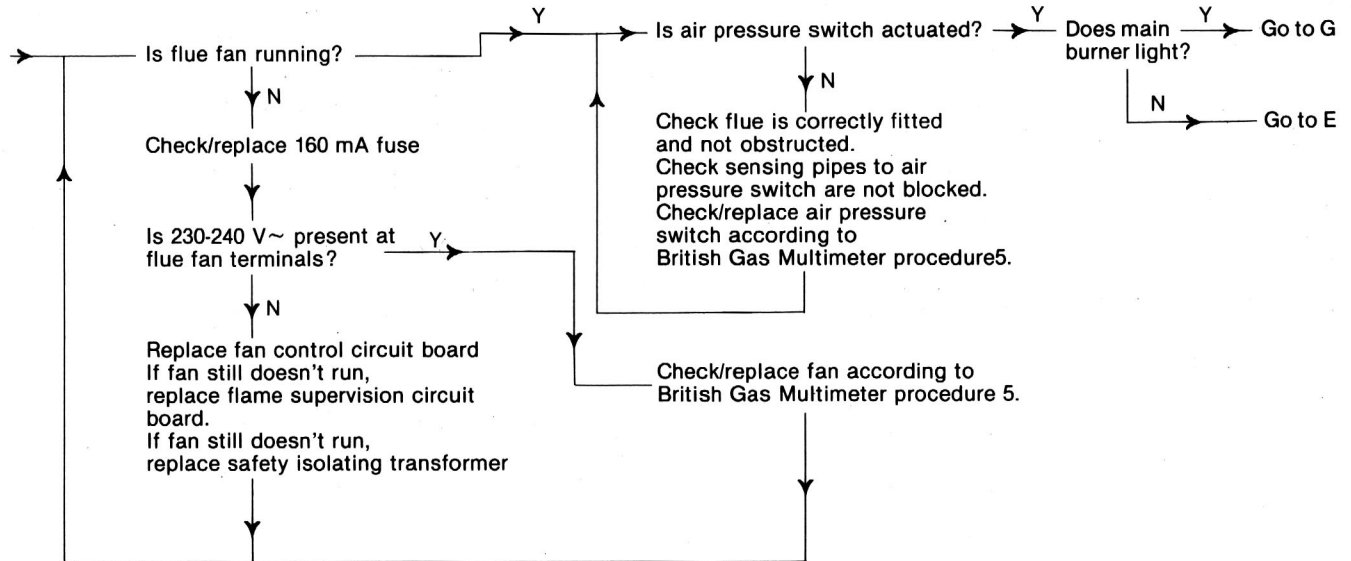 Y
Is flue fan running?
N
Check/replace 160 mA fuse
Is 230-240 V~ present at
flue fan terminals?
Y
N
Replace fan control circuit board
If fan still doesn't run,
replace flame supervision circuit
board.
If fan still doesn't run,
replace safety isolating transformer
Is air pressure switch actuated?
Y
N
Check flue is correctly fitted
and not obstructed.
Check sensing pipes to air
pressure switch are not blocked.
Check/replace air pressure
switch according to
British Gas Multimeter procedure5.
Check/replace fan according to
British Gas Multimeter procedure 5.
Does main
burner light?
Y
Go to G
N
Go to E